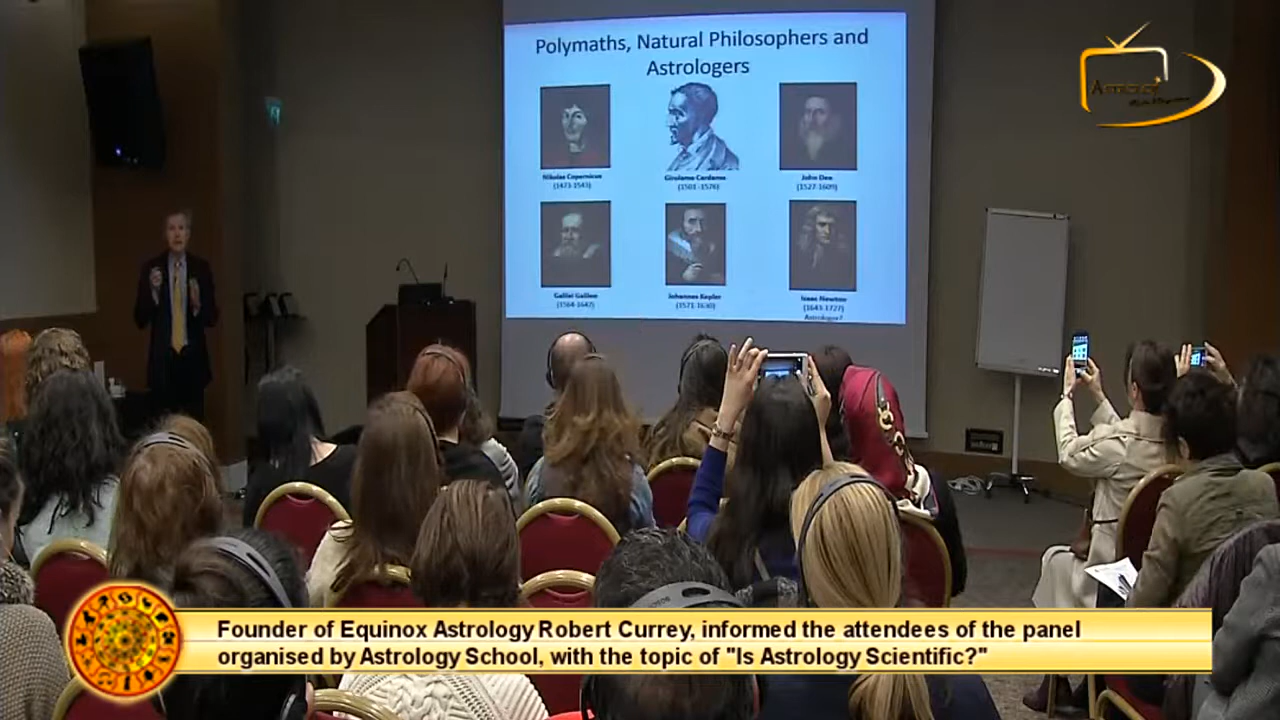 Polymaths, Natural Philosophers and
Astrologers
Nikolas Copernicus
(1473-1543)
Girolamo Cardano
(1501-1576)
John Dee
(1527-1609)
Galilei Galileo
(1564-1642)
Johannes Kepler
(1571-1630)
Isaac Newton
(1643-1727)
Astrologer?
Founder of Equinox Astrology Robert Currey, informed the attendees of the panel
organised by Astrology School, with the topic of "Is Astrology Scientific?"